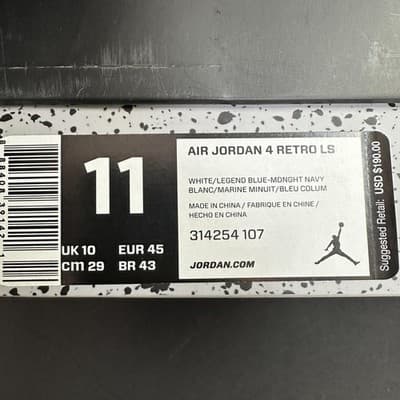 11
UK 10 EUR 45
cm 29 BR 43
AIR JORDAN 4 RETRO LS
WHITE/LEGEND BLUE-MDNGHT NAVY
BLANC/MARINE MINUIT/BLEU COLUM
MADE IN CHINA / FABRIQUE EN CHINE /
HECHO EN CHINA
314254 107
JORDAN.COM
Suggested Retail: USD $190.00